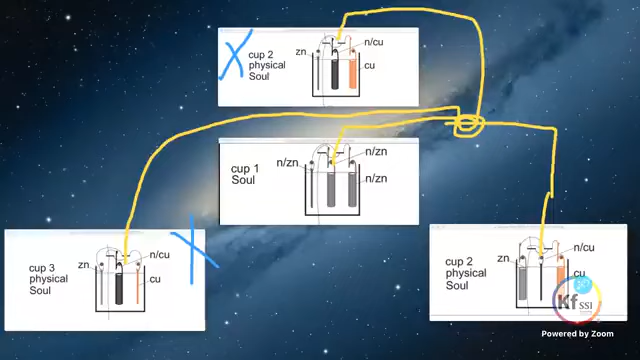 zn
n/cu
cup 2
physical
Soul
cu
cup 1
Soul
n/zn
n/zn
n/zn
cup 3
physical
Soul
zn
n/cu
cu
cup 2
physical
Soul
zn
n/cu
cu
Kf SSI
Powered by Zoom